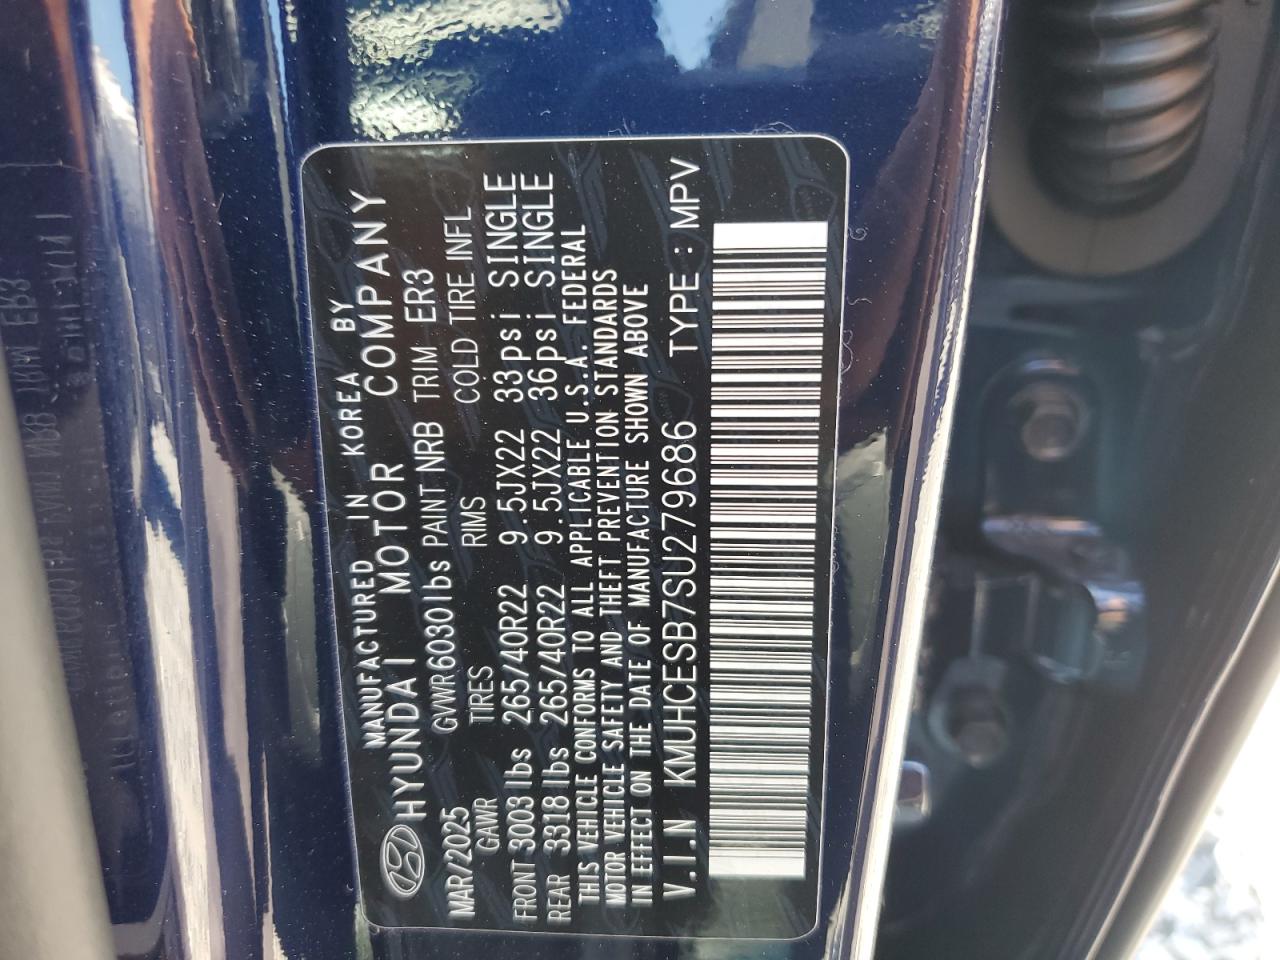 MANUFACTURED IN KOREA BY
HYUNDAI MOTOR COMPANY
MAR/2025 GVWR6030lbs PAINT NRB TRIM ER3
GAWR TIRES RIMS COLD TIRE INFL
FRONT 3003 lbs 265/40R22 9.5JX22 33psi SINGLE
REAR 3318 lbs 265/40R22 9.5JX22 36psi SINGLE
THIS VEHICLE CONFORMS TO ALL APPLICABLE U.S.A. FEDERAL
MOTOR VEHICLE SAFETY AND THEFT PREVENTION STANDARDS
IN EFFECT ON THE DATE OF MANUFACTURE SHOWN ABOVE
V.I.N KMUHCESB7SU279686 TYPE : MPV